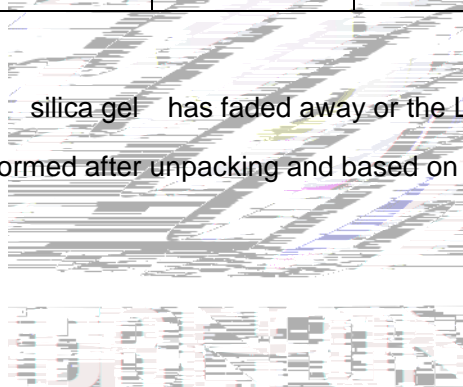 silica gel has faded away or the L
ormed after unpacking and based on